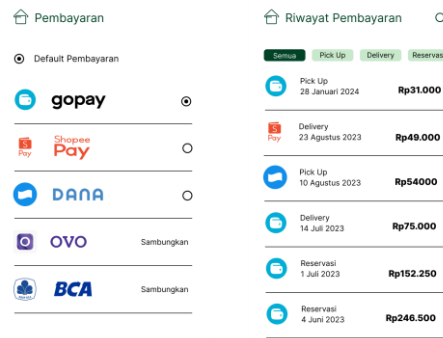 Pembayaran
Default Pembayaran
gopay
S
Pay
Shopee
Pay
DANA
OVO
Sambungkan
BCA
Sambungkan
Riwayat Pembayaran
Semua
Pick Up
Delivery
Reservas
Pick Up
28 Januari 2024
Rp31.000
S
Pay
Delivery
23 Agustus 2023
Rp49.000
Pick Up
10 Agustus 2023
Rp54000
Delivery
14 Juli 2023
Rp75.000
Reservasi
1 Juli 2023
Rp152.250
Reservasi
4 Juni 2023
Rp246.500